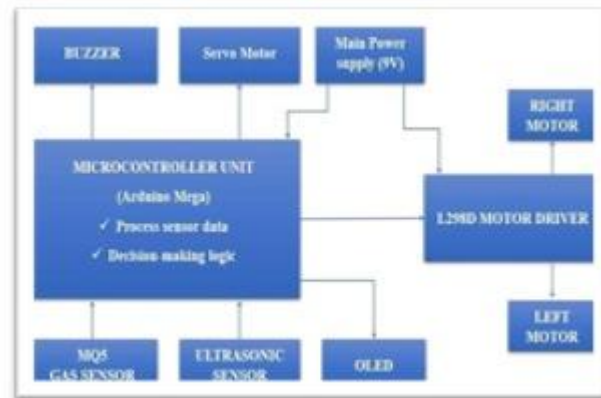 BUZZER
Servo Motor
Main Power
supply (9V)
RIGHT
MOTOR
MICROCONTROLLER UNIT
(Arduino Mega)
✓ Process sensor data
✓ Decision-making logic
L298D MOTOR DRIVER
LEFT
MOTOR
MQ5
GAS SENSOR
ULTRASONIC
SENSOR
OLED